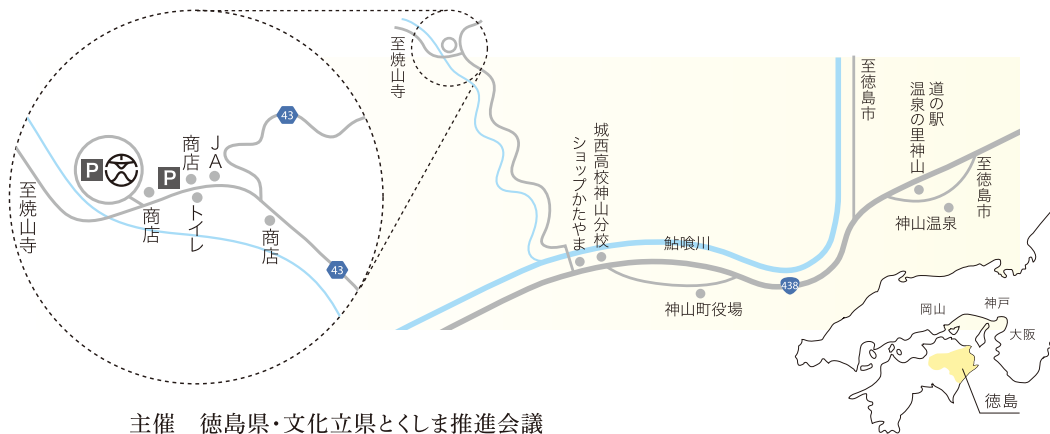 至焼山寺
43
P
P
商店
JA
商店
トイレ
商店
至焼山寺
43
至焼山寺
城西高校神山分校
ショップかたやま
鮎喰川
神山町役場
438
至徳島市
道の駅
温泉の里神山
至徳島市
神山温泉
岡山
神戸
大阪
徳島
主催 徳島県・文化立県とくしま推進会議